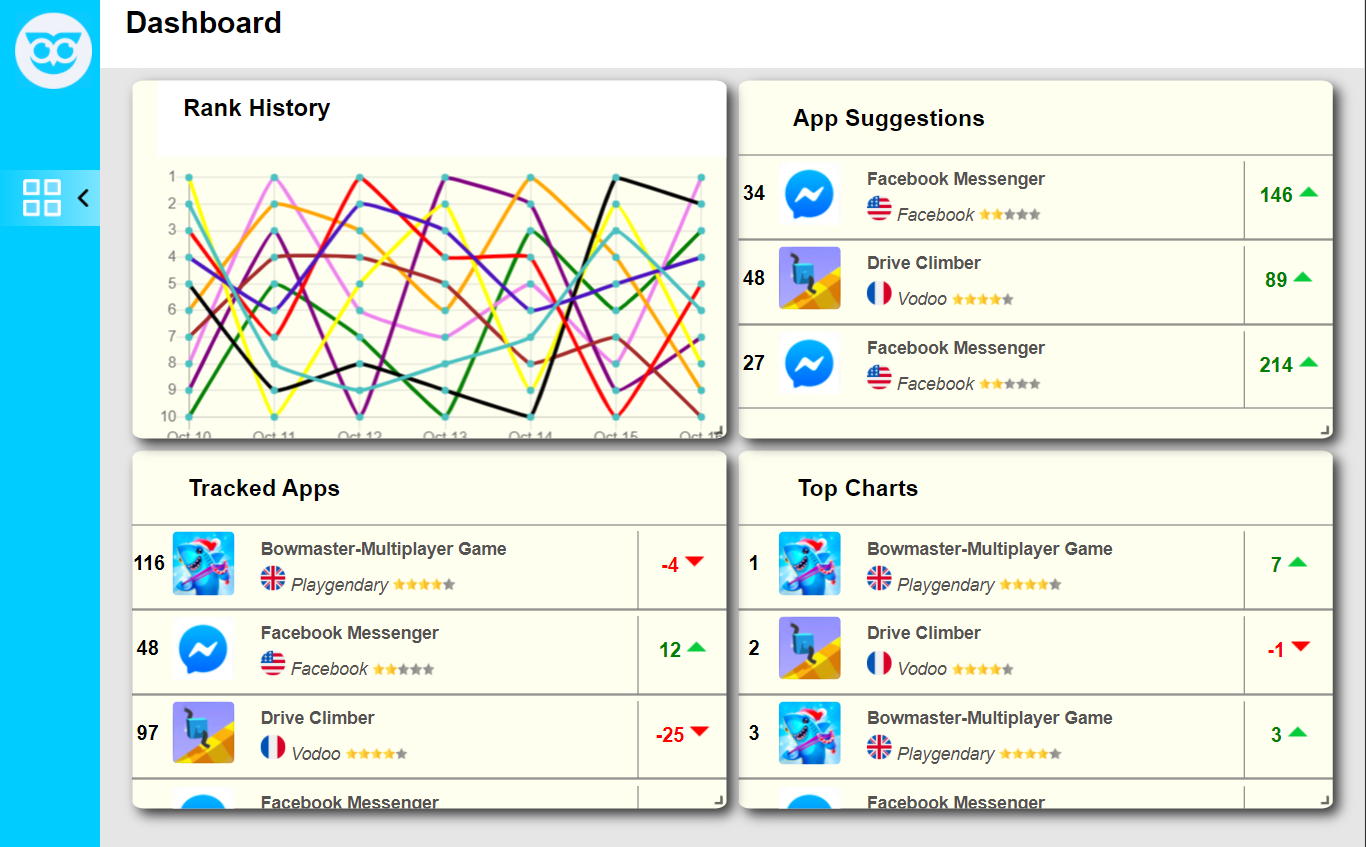 Dashboard
Rank History
1
2
3
4
5
6
7
8
9
10
Oct 10 Oct 11 Oct 12 Oct 13 Oct 14 Oct 15 Oct
App Suggestions
34 Facebook Messenger 146
Facebook
48 Drive Climber 89
Vodoo
27 Facebook Messenger 214
Facebook
Tracked Apps
116 Bowmaster-Multiplayer Game -4
Playgendary
48 Facebook Messenger 12
Facebook
97 Drive Climber -25
Vodoo
Facebook Messenger
Top Charts
1 Bowmaster-Multiplayer Game 7
Playgendary
2 Drive Climber -1
Vodoo
3 Bowmaster-Multiplayer Game 3
Playgendary
Facebook Messenger